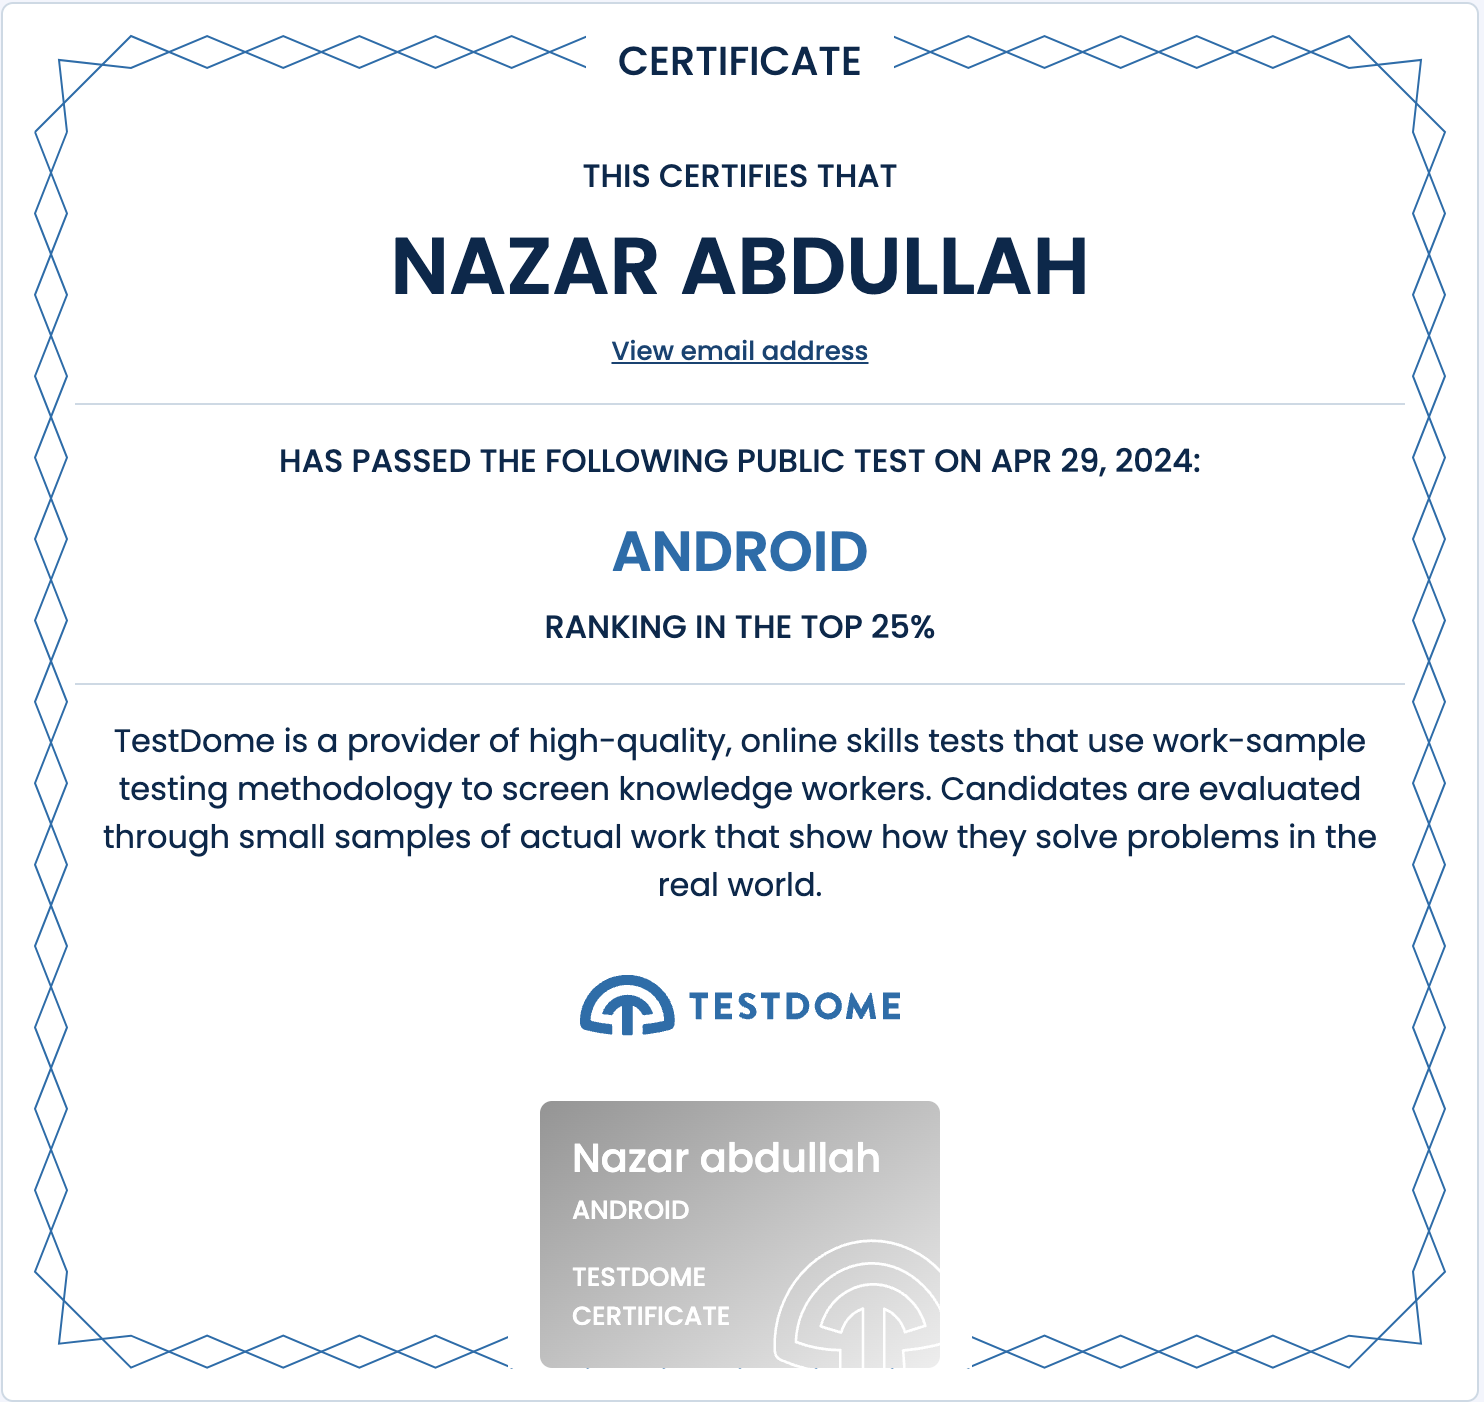 CERTIFICATE
THIS CERTIFIES THAT
NAZAR ABDULLAH
View email address
HAS PASSED THE FOLLOWING PUBLIC TEST ON APR 29, 2024:
ANDROID
RANKING IN THE TOP 25%
TestDome is a provider of high-quality, online skills tests that use work-sample
testing methodology to screen knowledge workers. Candidates are evaluated
through small samples of actual work that show how they solve problems in the
real world.
TESTDOME
Nazar abdullah
ANDROID
TESTDOME
CERTIFICATE